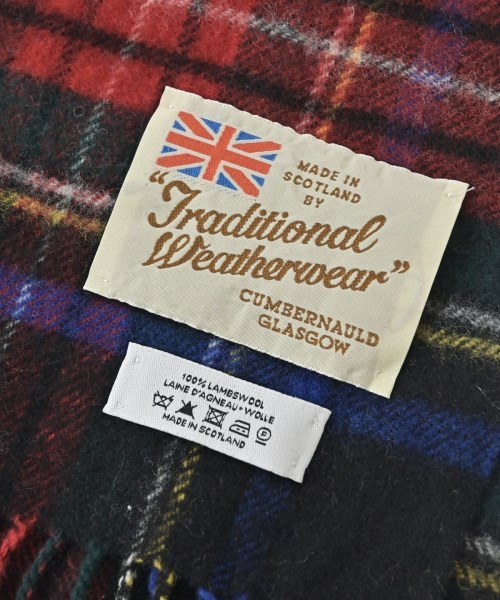 MADE IN
SCOTLAND
BY
"Traditional
Weatherwear"
CUMBERNAULD
GLASGOW
100% LAMBSWOOL
LAINE D'AGNEAU • WOLLE
P
MADE IN SCOTLAND